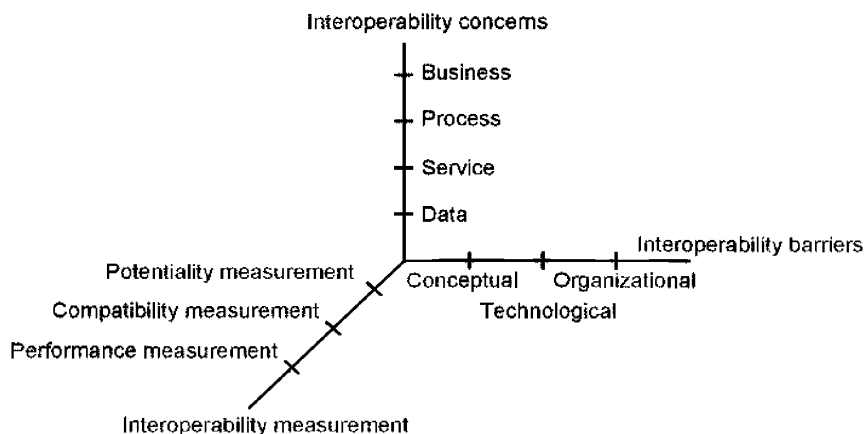 Interoperability concerns
Business
Process
Service
Data
Interoperability barriers
Conceptual
Organizational
Technological
Potentiality measurement
Compatibility measurement
Performance measurement
Interoperability measurement